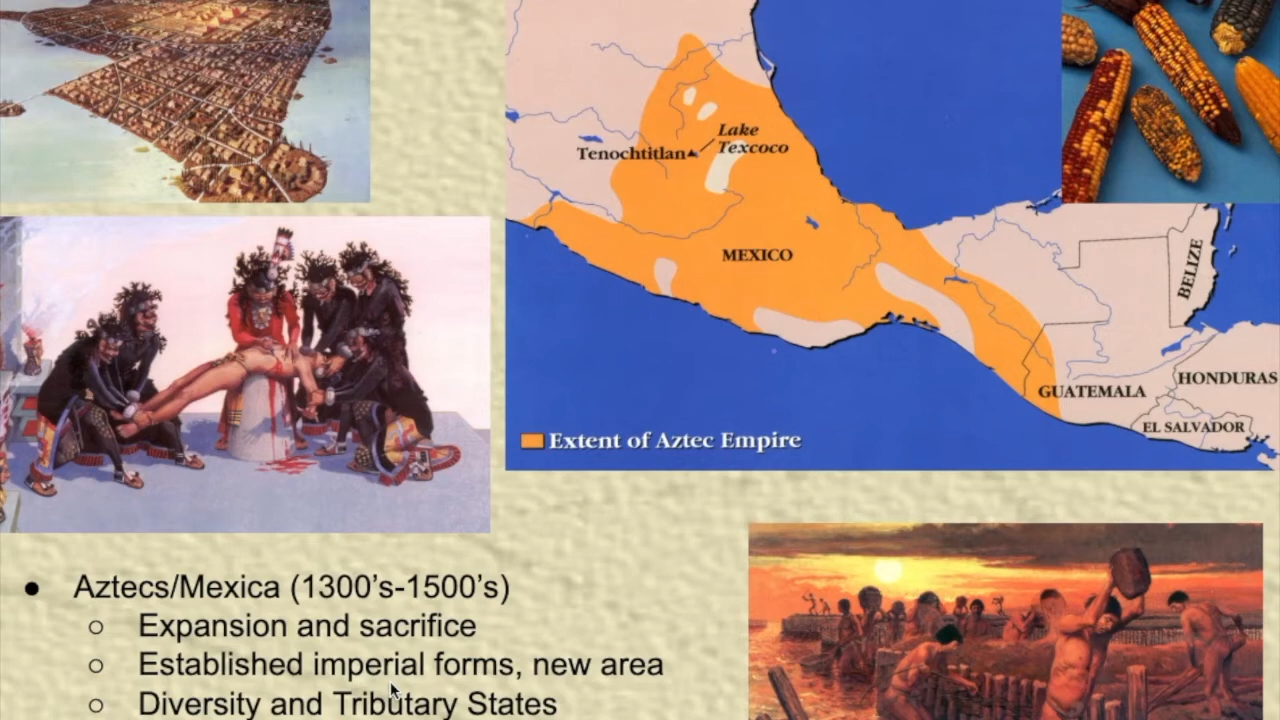 Lake
Texcoco
Tenochtitlan
MEXICO
BELIZE
GUATEMALA
HONDURAS
EL SALVADOR
Extent of Aztec Empire
● Aztecs/Mexica (1300's-1500's)
○ Expansion and sacrifice
○ Established imperial forms, new area
○ Diversity and Tributary States